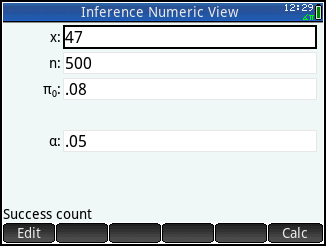 Inference Numeric View 12:29
x: 47
n: 500
π₀: .08
α: .05
Success count
Edit Calc